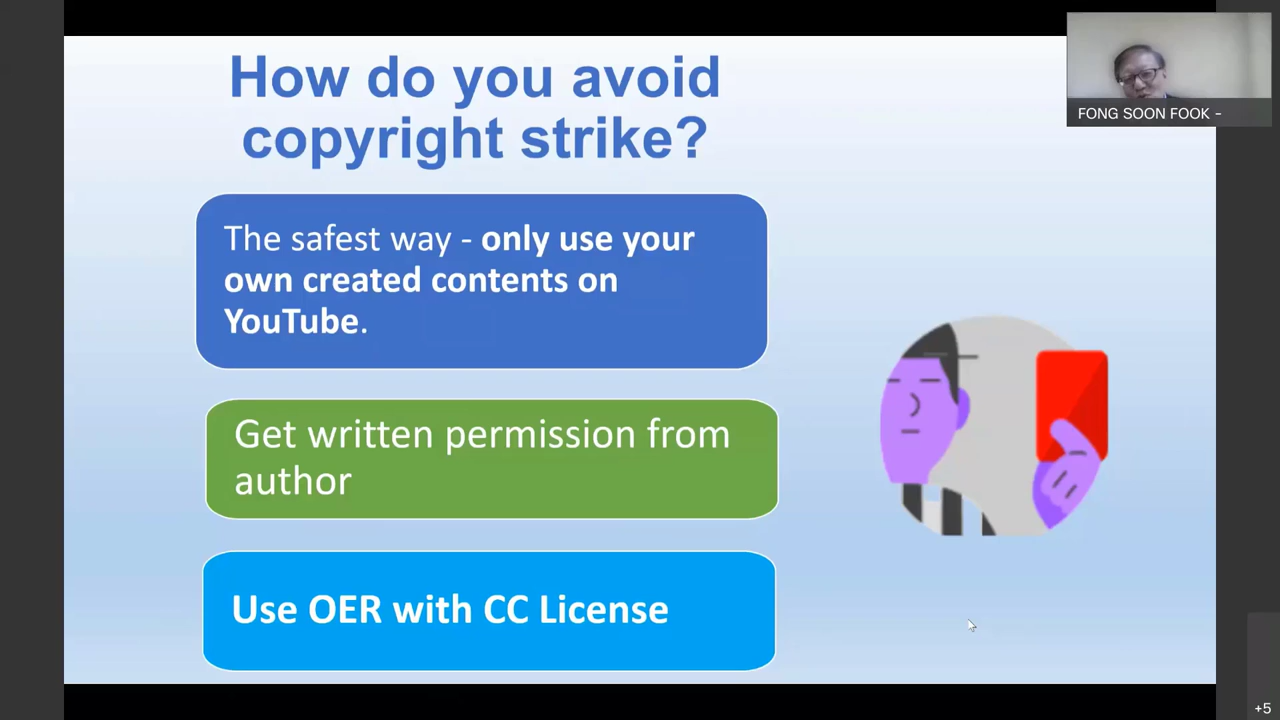 How do you avoid
copyright strike?
FONG SOON FOOK -
The safest way - only use your
own created contents on
YouTube.
Get written permission from
author
Use OER with CC License
+5